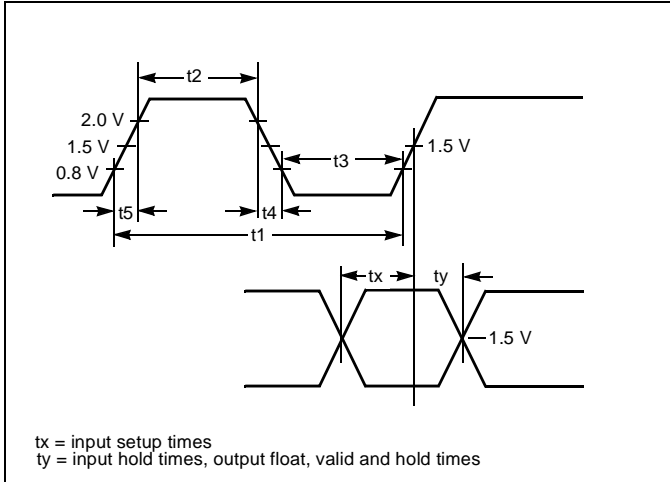 t2
2.0 V
1.5 V
1.5 V
0.8 V
t3
t5
t4
t1
tx
ty
1.5 V
tx = input setup times
ty = input hold times, output float, valid and hold times